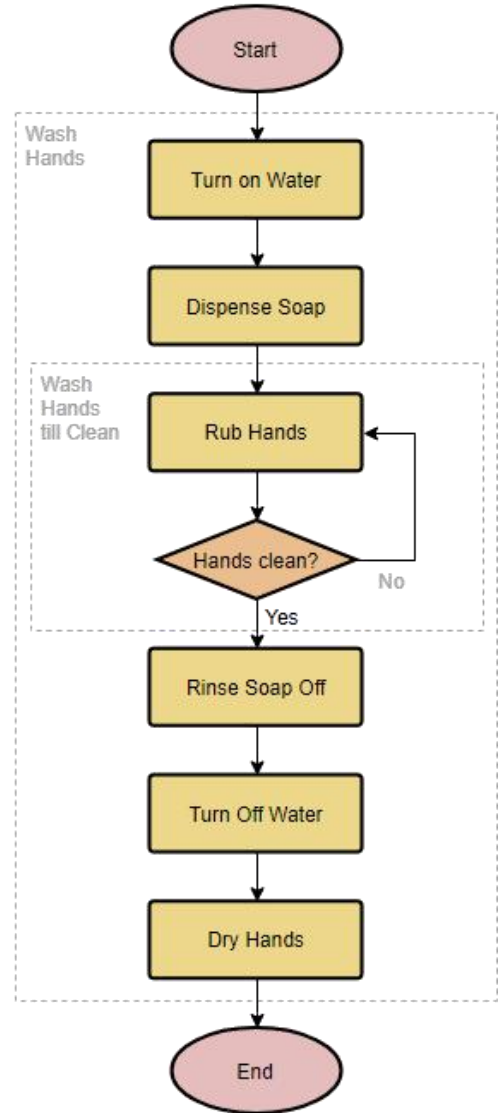 Start
Wash
Hands
Turn on Water
Dispense Soap
Wash
Hands
till Clean
Rub Hands
Hands clean?
No
Yes
Rinse Soap Off
Turn Off Water
Dry Hands
End